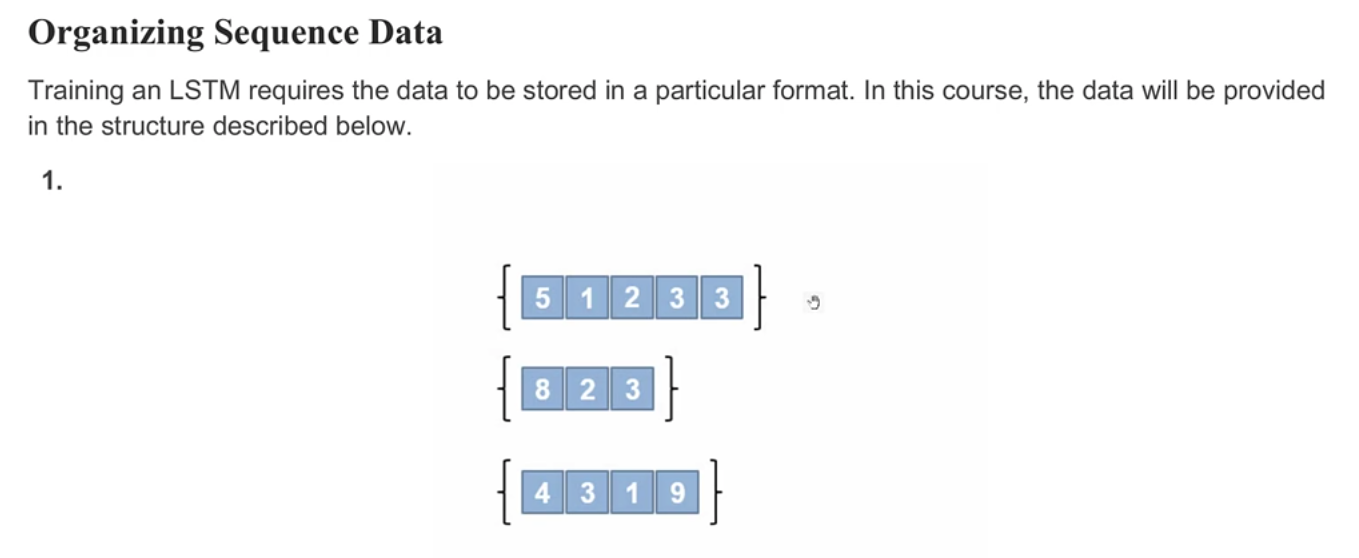 Organizing Sequence Data
Training an LSTM requires the data to be stored in a particular format. In this course, the data will be provided
in the structure described below.
1.
{ 5 1 2 3 3 }
{ 8 2 3 }
{ 4 3 1 9 }